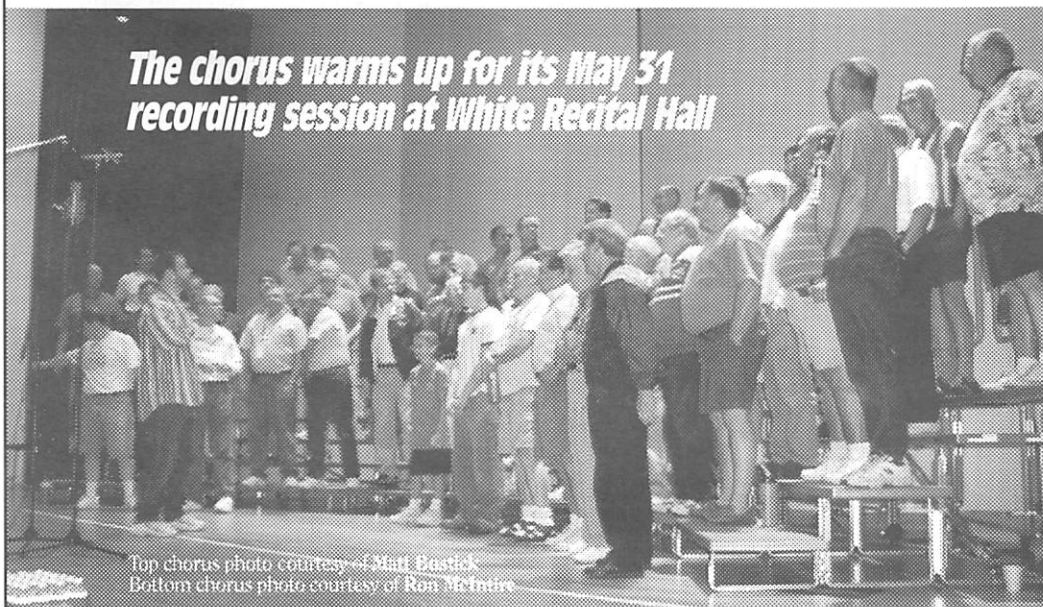 The chorus warms up for its May 31
recording session at White Recital Hall
Top chorus photo courtesy of Matt Bostick
Bottom chorus photo courtesy of Ron McIntire